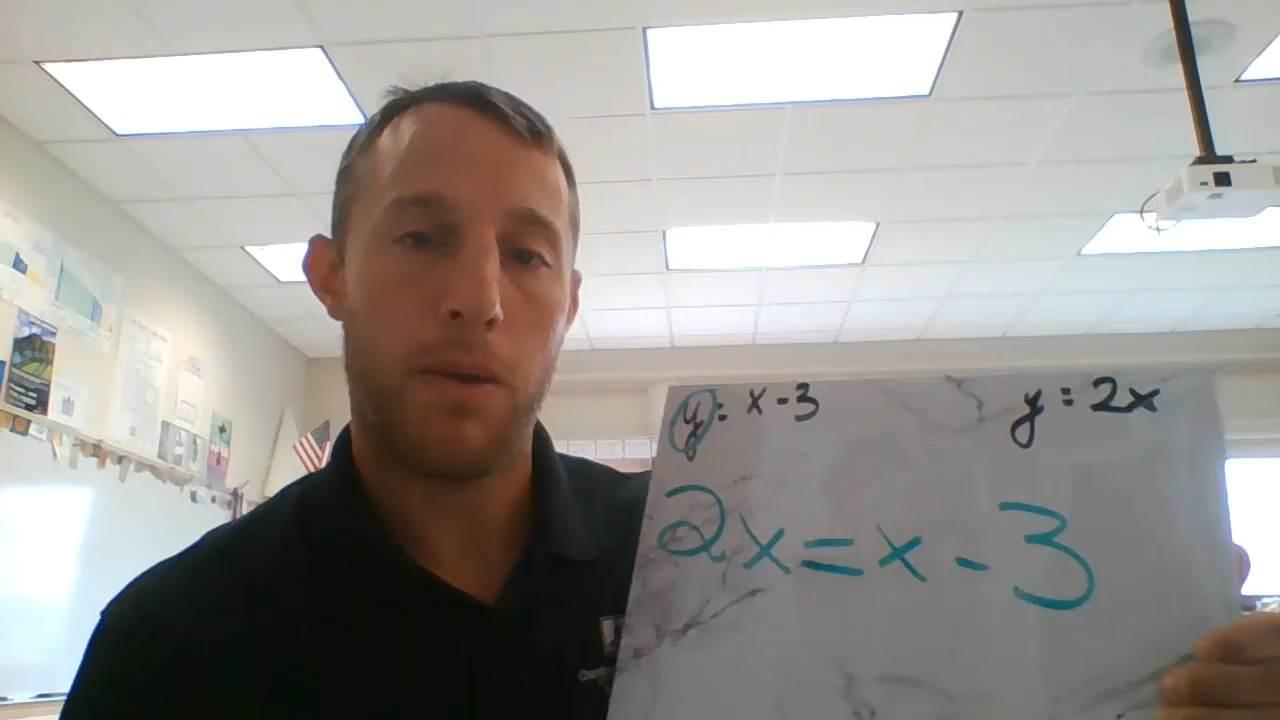 y = x - 3 y = 2x
2x = x - 3